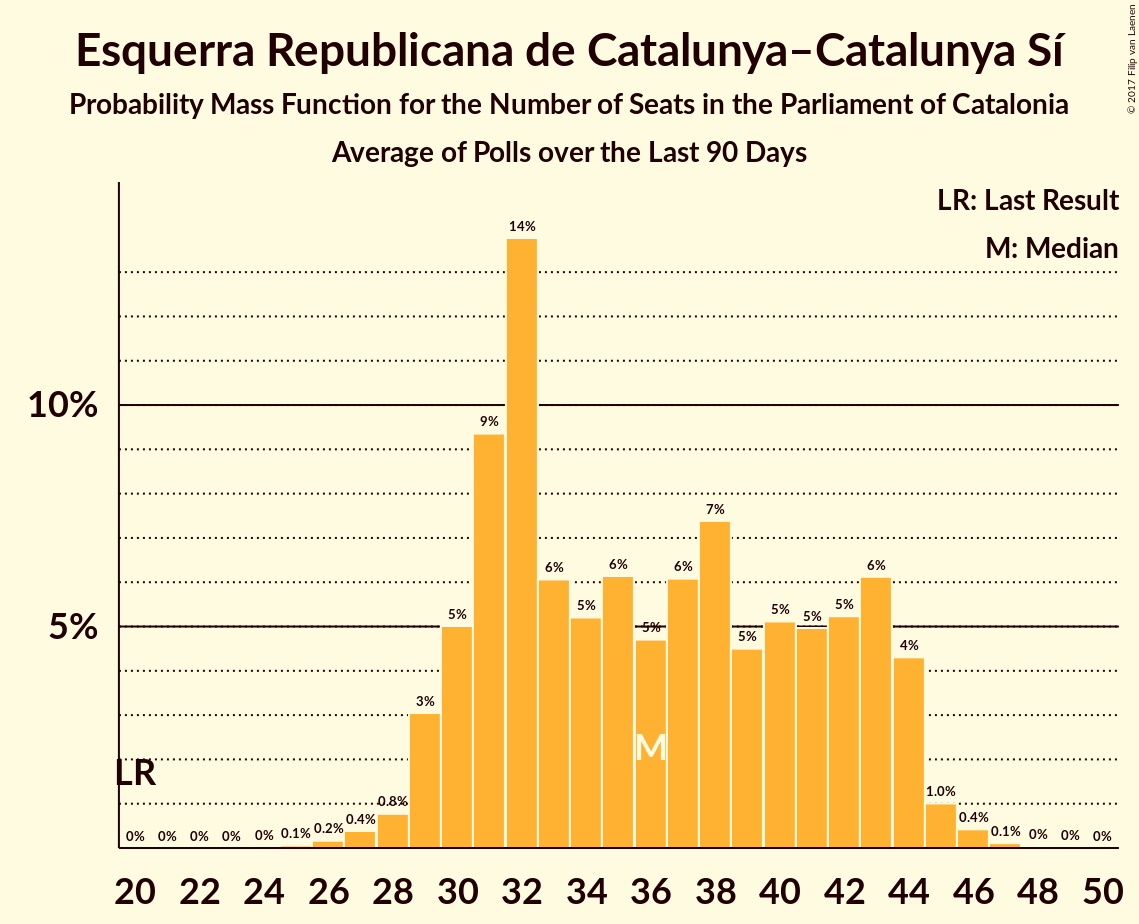 Esquerra Republicana de Catalunya–Catalunya Sí
Probability Mass Function for the Number of Seats in the Parliament of Catalonia
Average of Polls over the Last 90 Days
© 2017 Filip van Laenen
LR: Last Result
M: Median
14%
10%
9%
7%
6% 6% 6% 6%
5%
5% 5% 5% 5% 5% 5% 5%
4%
3%
M
LR
0% 0% 0% 0% 0% 0.1% 0.2% 0.4% 0.8% 1.0% 0.4% 0.1% 0% 0% 0%
20 22 24 26 28 30 32 34 36 38 40 42 44 46 48 50